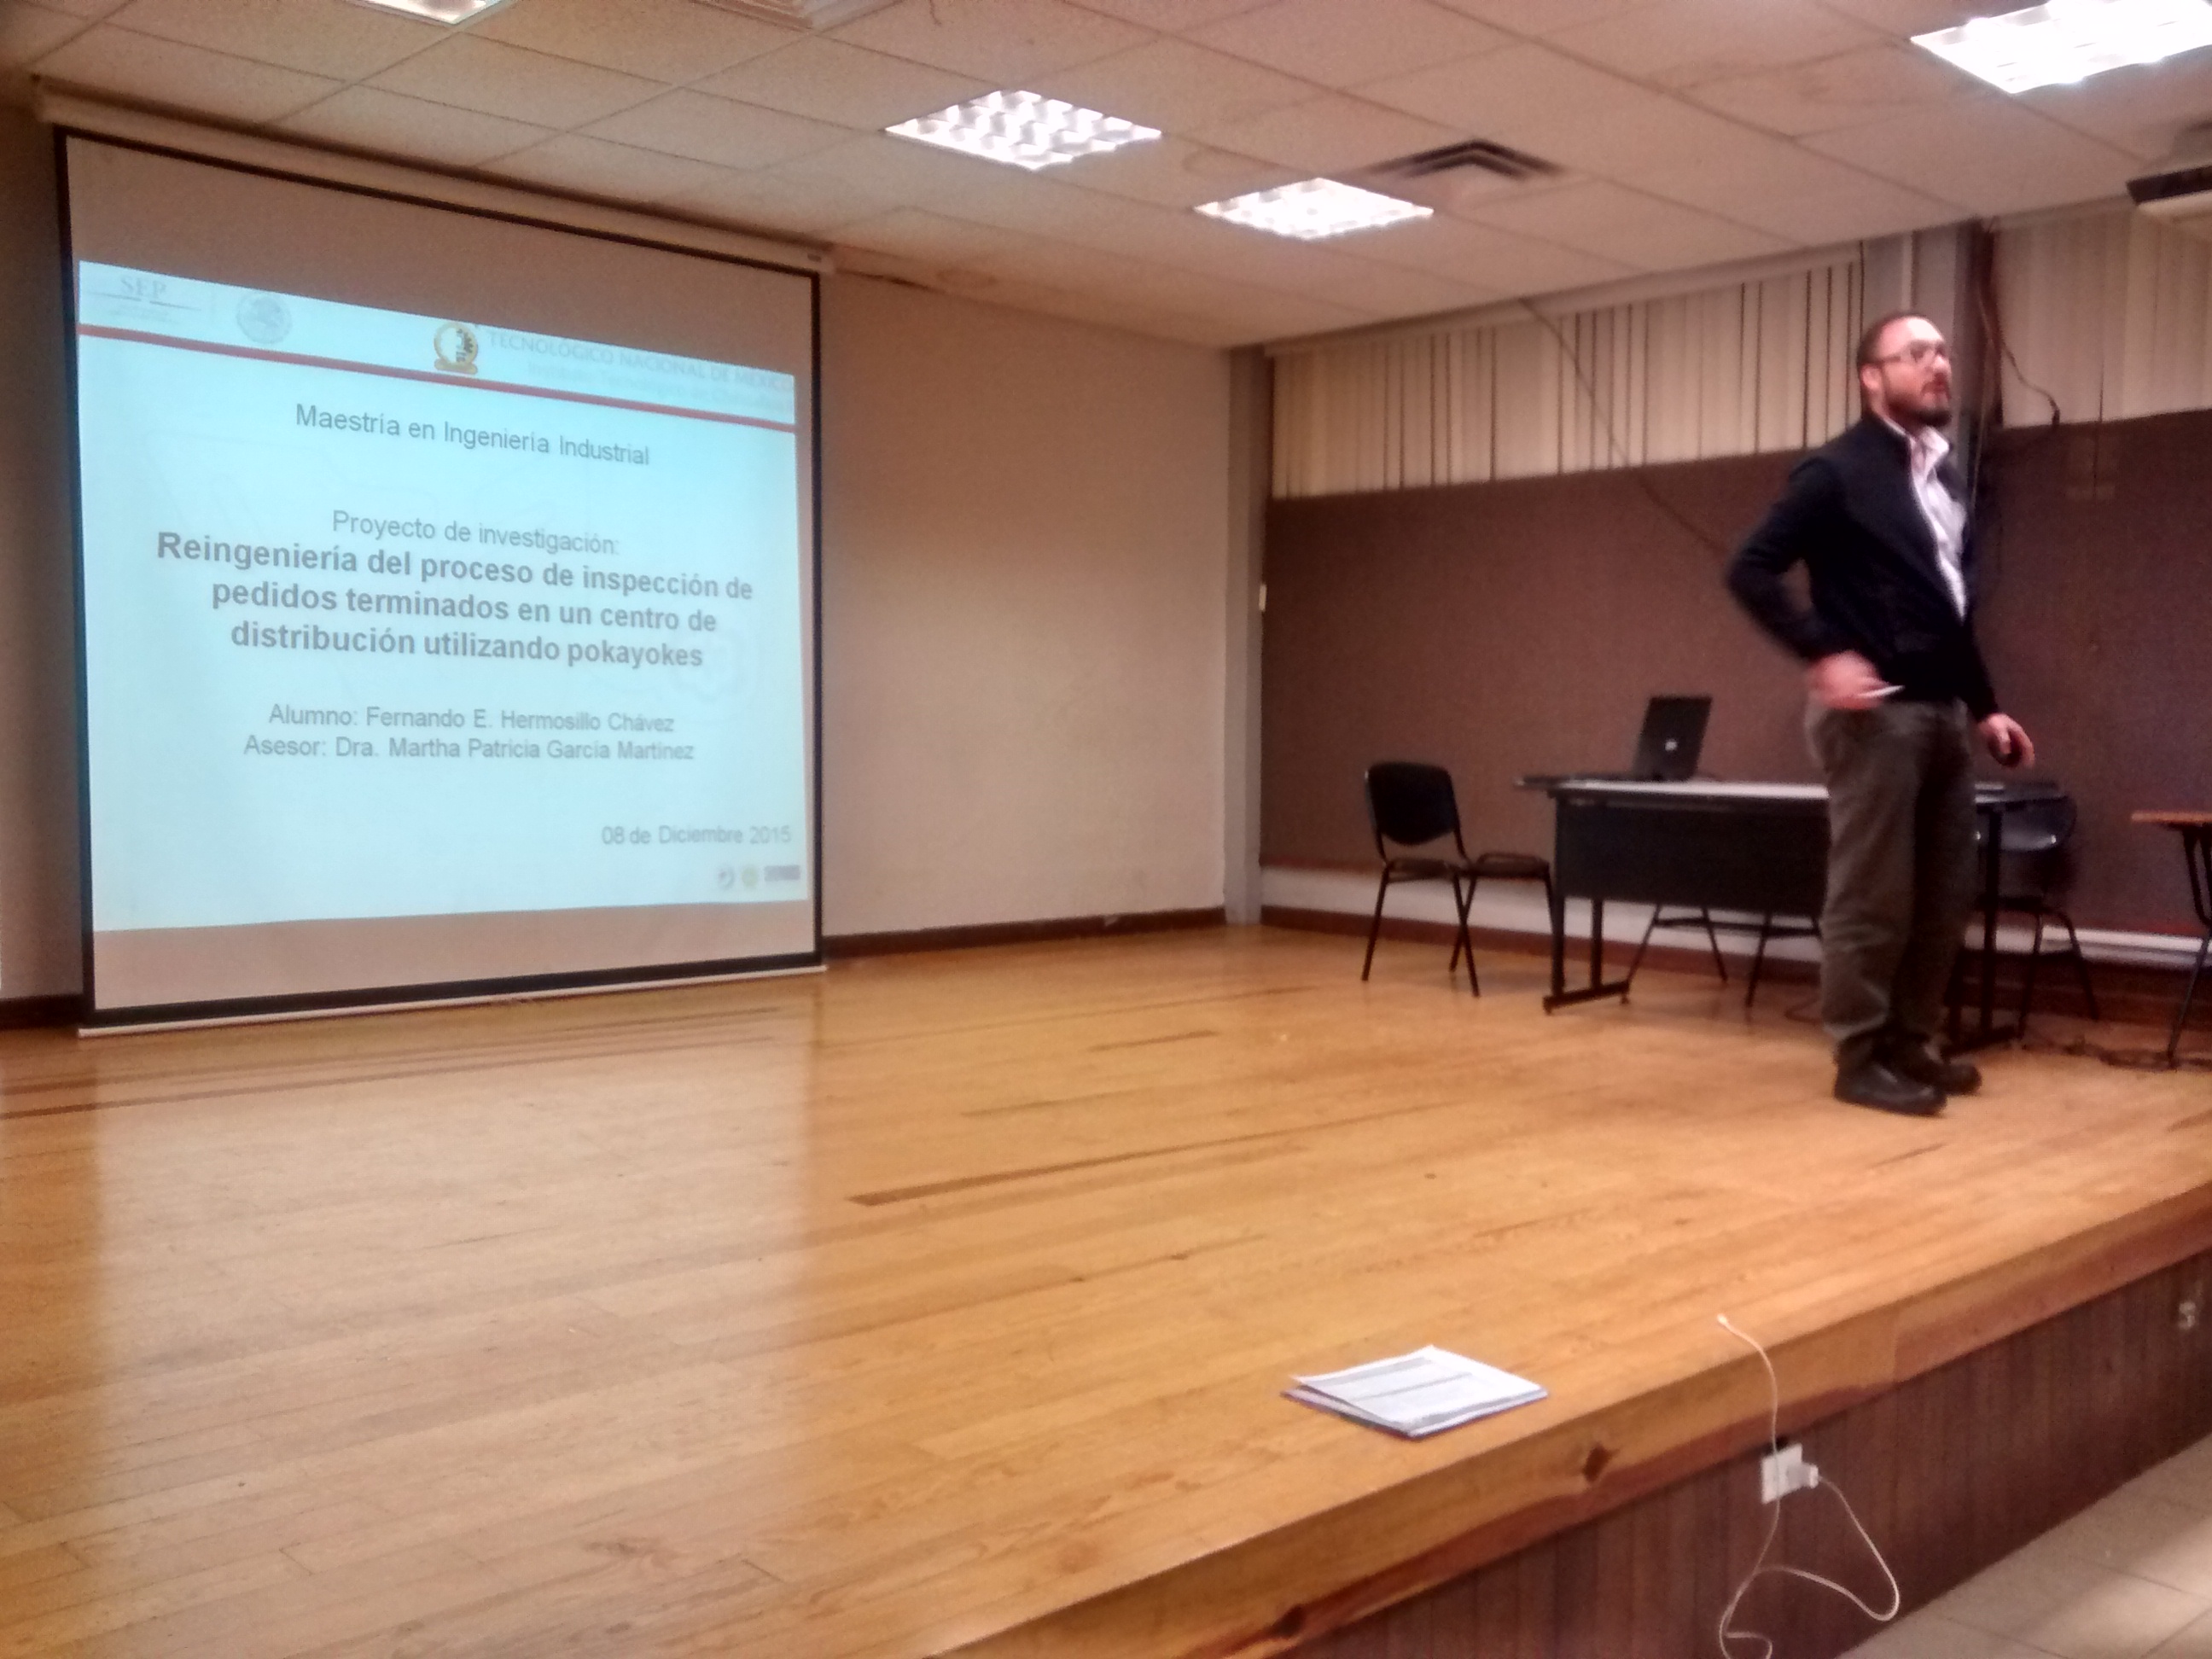 SEP
TECNOLÓGICO NACIONAL DE MÉXICO
Maestría en Ingeniería Industrial
Proyecto de investigación:
Reingeniería del proceso de inspección de
pedidos terminados en un centro de
distribución utilizando pokayokes
Alumno: Fernando E. Hermosillo Chávez
Asesor: Dra. Martha Patricia García Martínez
08 de Diciembre 2015